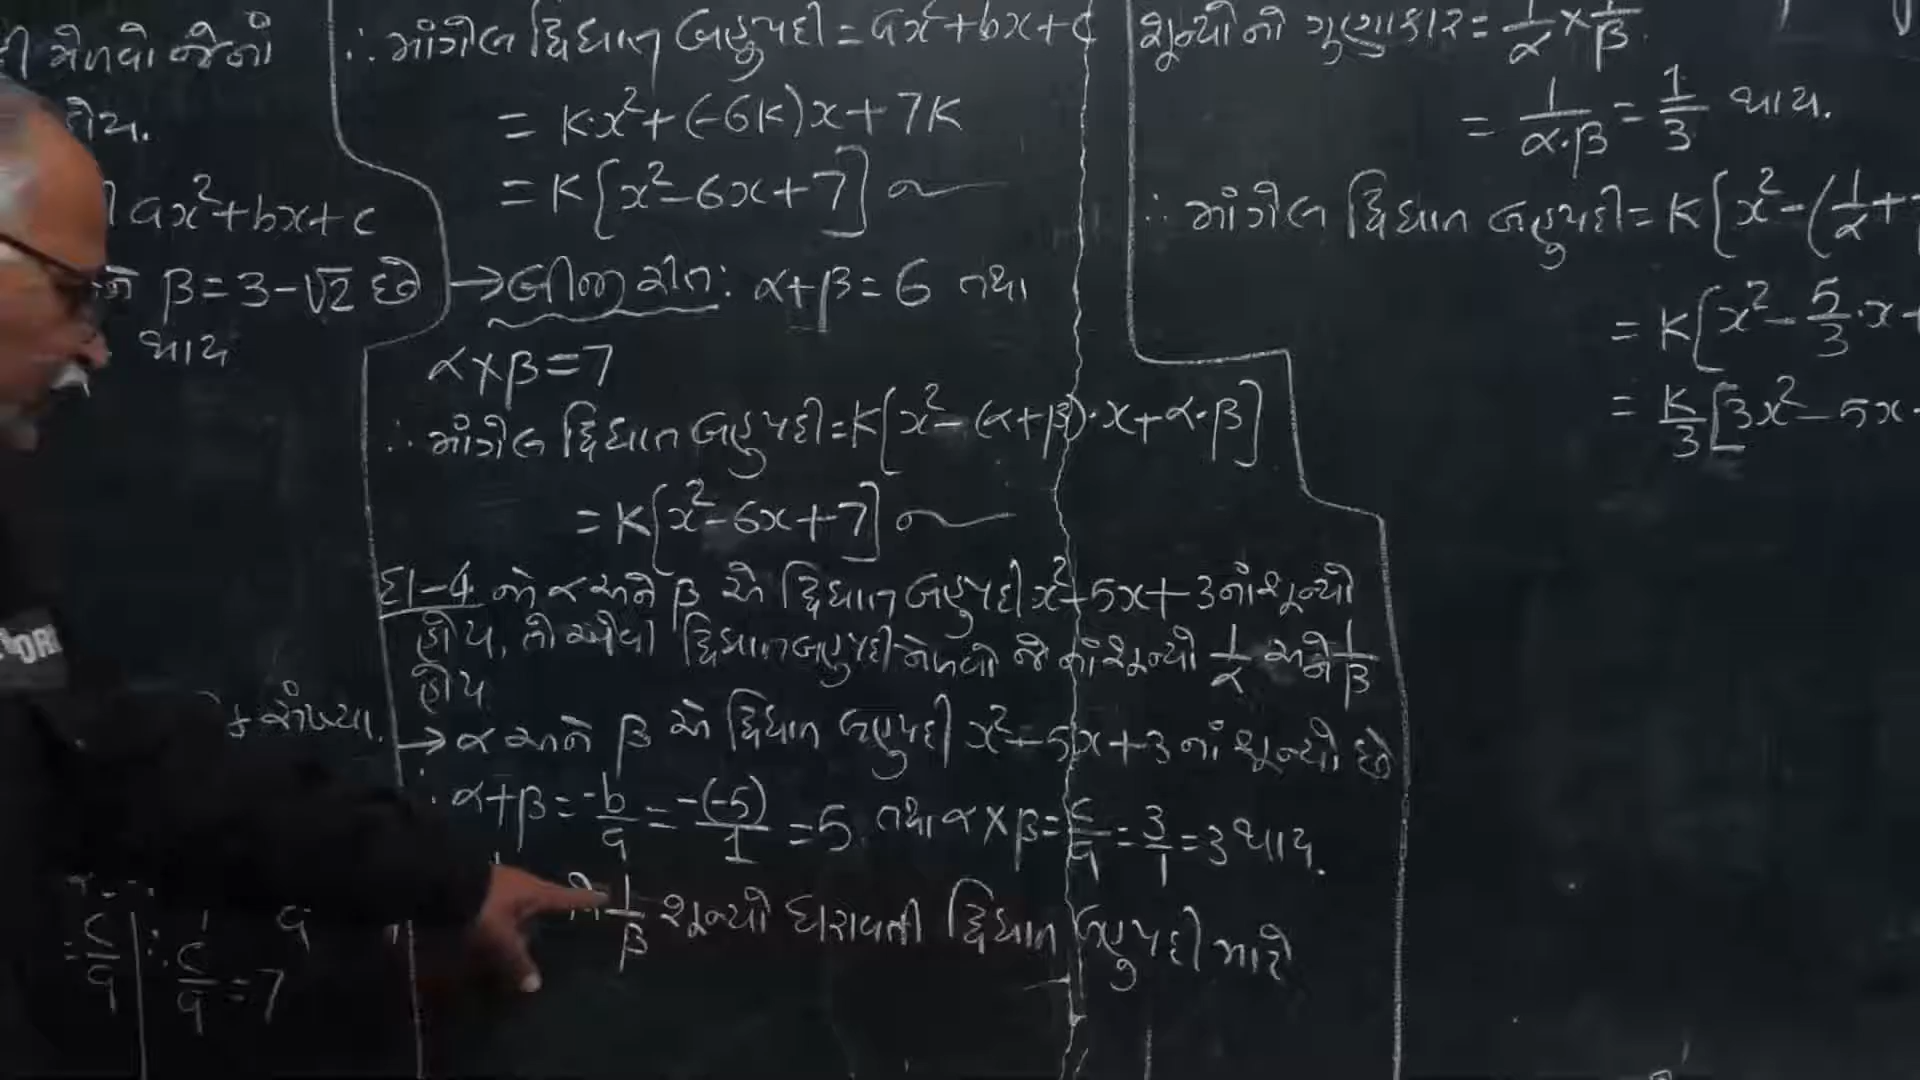 મેળવો જેનાં
હોય.
ax²+bx+c
β=3-√2 છે
થાય
સંખ્યા.
c/a ∴ c/a = 7
a
∴ માંગેલ દ્વિઘાત બહુપદી = ax²+bx+c
= K·x²+(-6K)x+7K
= K[x²-6x+7]
→ બીજી રીત: α+β=6 તથા
α×β=7
∴ માંગેલ દ્વિઘાત બહુપદી = K[x²-(α+β)·x+α·β]
= K[x²-6x+7]
દા-4 જો α અને β એ દ્વિઘાત બહુપદી x²-5x+3નાં શૂન્યો
હોય, તો એવી દ્વિઘાત બહુપદી મેળવો જેનાં શૂન્યો 1/α અને 1/β
હોય
→ α અને β એ દ્વિઘાત બહુપદી x²-5x+3નાં શૂન્યો છે
∴ α+β = -b/a = -(-5)/1 = 5 તથા α×β = c/a = 3/1 = 3 થાય.
1/β શૂન્યો ધરાવતી દ્વિઘાત બહુપદી માટે
શૂન્યોનો ગુણાકાર = 1/α × 1/β
= 1/α·β = 1/3 થાય.
∴ માંગેલ દ્વિઘાત બહુપદી = K[x²-(1/α+
= K[x²-5/3·x+
= K/3[3x²-5x